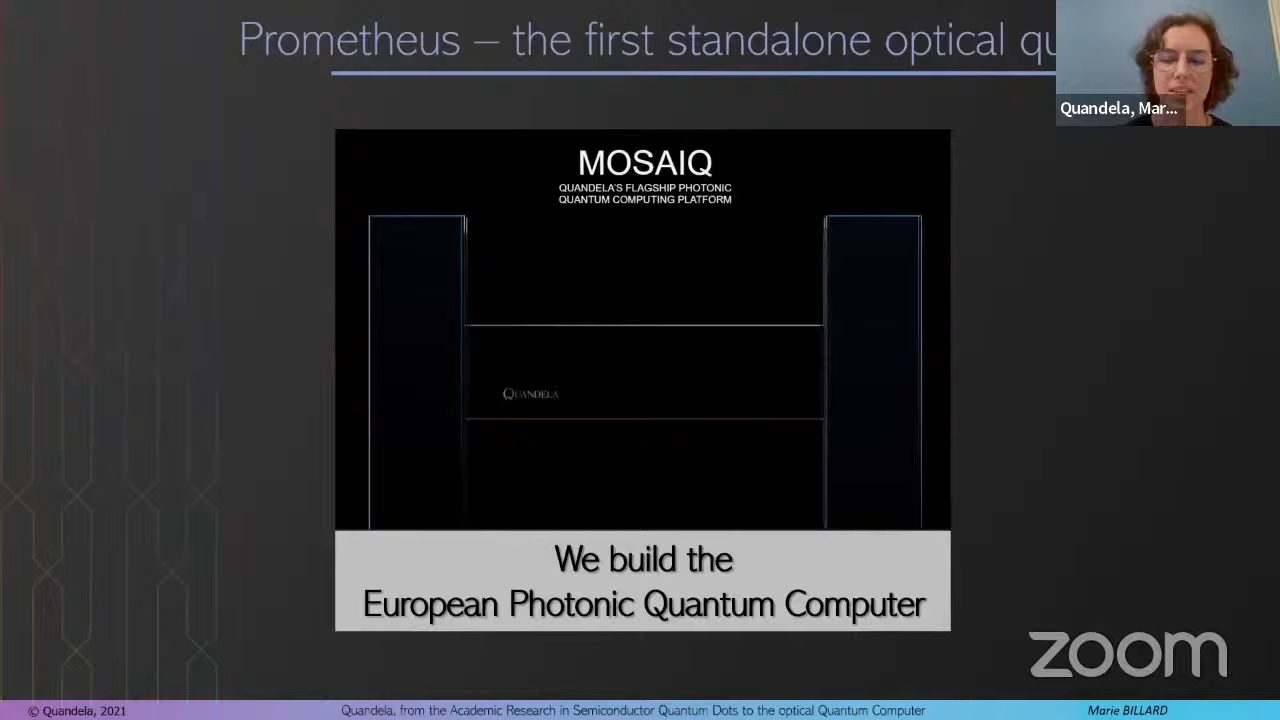 Prometheus – the first standalone optical qu
Quandela, Mar...
MOSAIQ
QUANDELA'S FLAGSHIP PHOTONIC
QUANTUM COMPUTING PLATFORM
QUANDELA
We build the
European Photonic Quantum Computer
zoom
© Quandela, 2021
Quandela, from the Academic Research in Semiconductor Quantum Dots to the optical Quantum Computer
Marie BILLARD